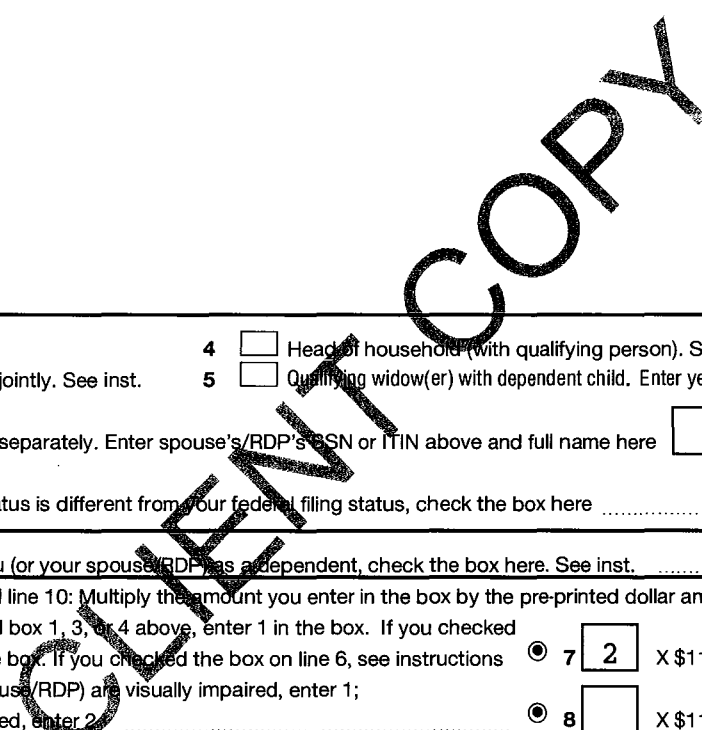 CLIENT COPY
4 Head of household (with qualifying person). S
jointly. See inst. 5 Qualifying widow(er) with dependent child. Enter ye
separately. Enter spouse's/RDP's SSN or ITIN above and full name here
atus is different from your federal filing status, check the box here
u (or your spouse/RDP) as a dependent, check the box here. See inst.
line 10: Multiply the amount you enter in the box by the pre-printed dollar am
box 1, 3, or 4 above, enter 1 in the box. If you checked
e box. If you checked the box on line 6, see instructions 7 2 X $11
use/RDP) are visually impaired, enter 1;
ed, enter 2 8 X $11